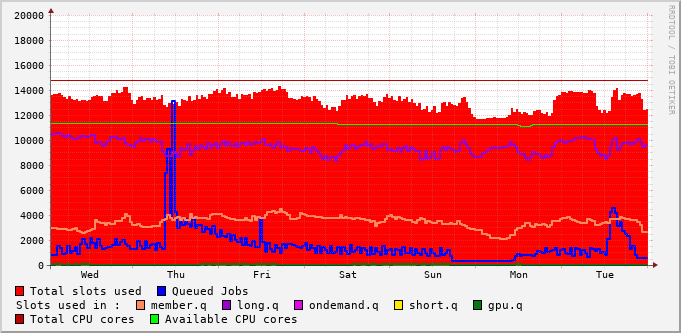 20000
18000
16000
14000
12000
10000
8000
6000
4000
2000
0
Wed Thu Fri Sat Sun Mon Tue
Total slots used Queued Jobs
Slots used in : member.q long.q ondemand.q short.q gpu.q
Total CPU cores Available CPU cores
RRDTOOL / TOBI OETIKER